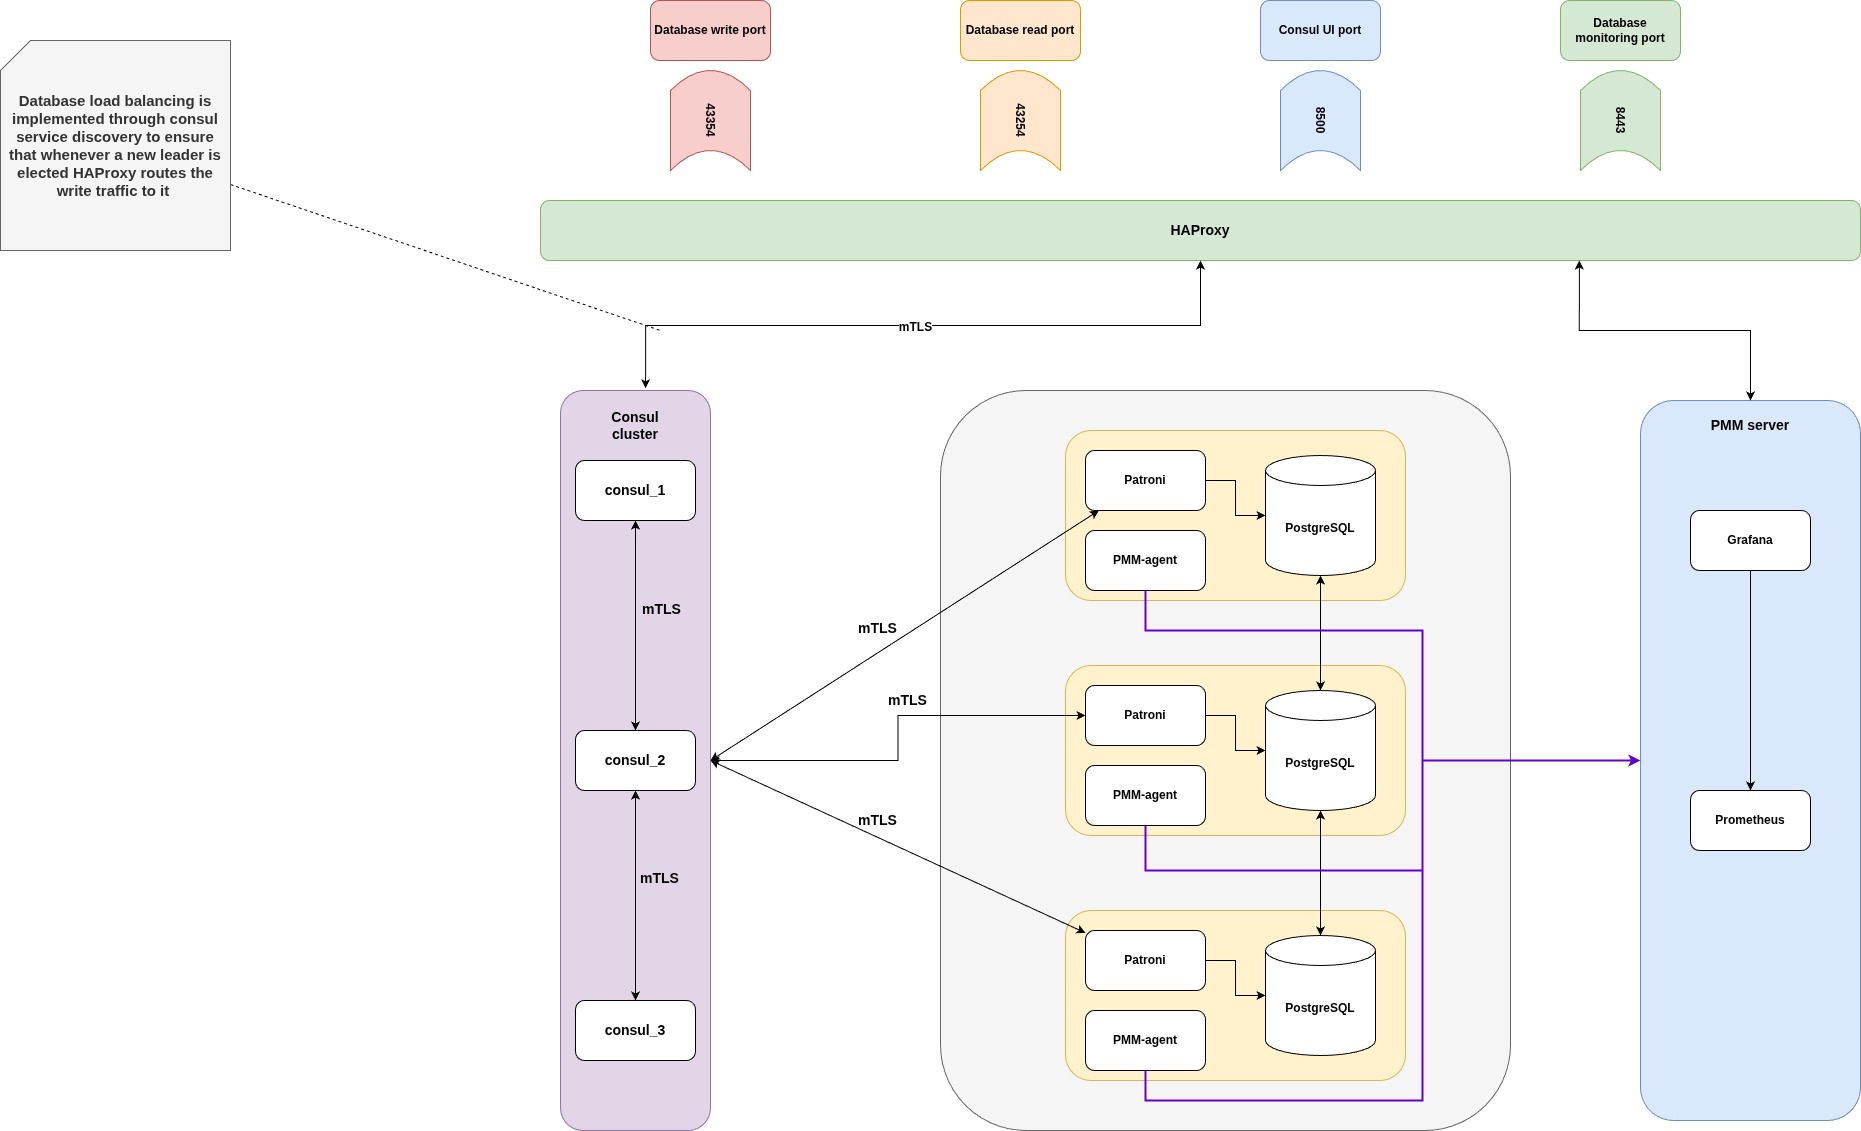 Database write port
Database read port
Consul UI port
Database
monitoring port
43354
43254
8500
8443
Database load balancing is
implemented through consul
service discovery to ensure
that whenever a new leader is
elected HAProxy routes the
write traffic to it
HAProxy
mTLS
Consul
cluster
consul_1
mTLS
consul_2
mTLS
consul_3
mTLS
mTLS
mTLS
Patroni
PMM-agent
PostgreSQL
Patroni
PMM-agent
PostgreSQL
Patroni
PMM-agent
PostgreSQL
PMM server
Grafana
Prometheus